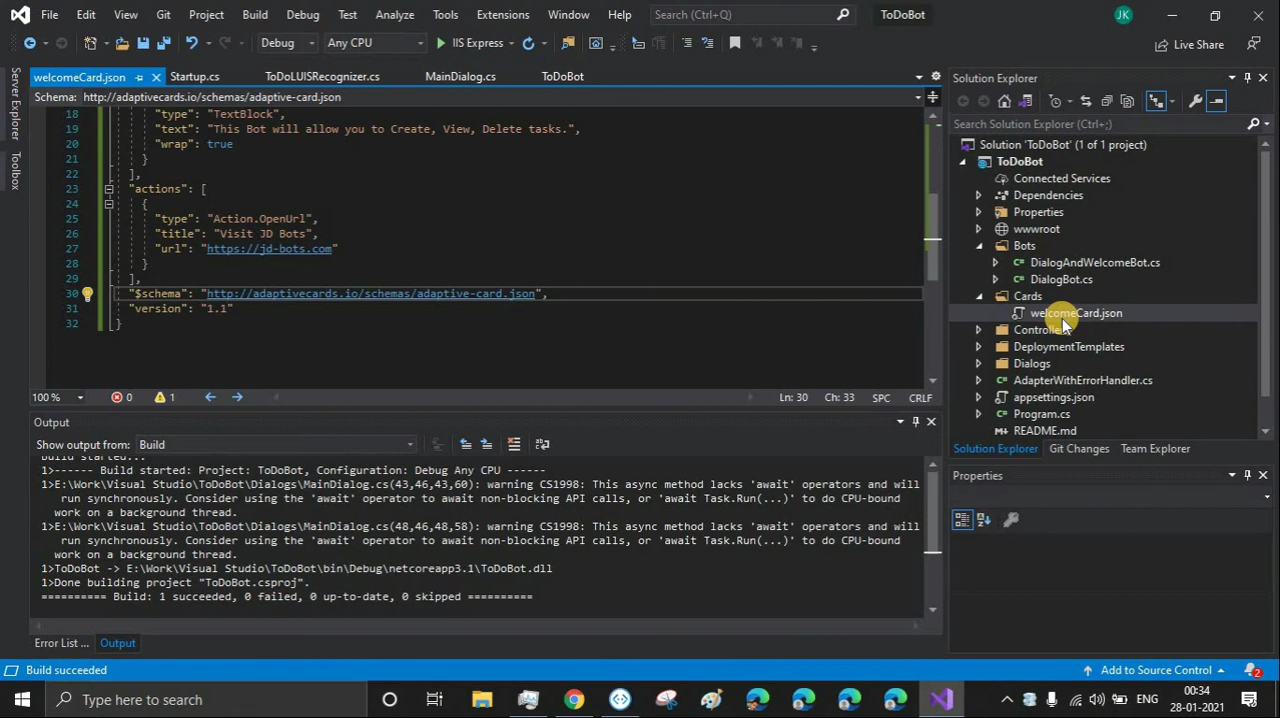 File Edit View Git Project Build Debug Test Analyze Tools Extensions Window Help Search (Ctrl+Q) ToDoBot JK
Debug Any CPU IIS Express Live Share
Server Explorer
Toolbox
welcomeCard.json Startup.cs ToDoLUISRecognizer.cs MainDialog.cs ToDoBot
Schema: http://adaptivecards.io/schemas/adaptive-card.json
18 "type": "TextBlock",
19 "text": "This Bot will allow you to Create, View, Delete tasks.",
20 "wrap": true
21 }
22 ],
23 "actions": [
24 {
25 "type": "Action.OpenUrl",
26 "title": "Visit JD Bots",
27 "url": "https://jd-bots.com"
28 }
29 ],
30 "$schema": "http://adaptivecards.io/schemas/adaptive-card.json",
31 "version": "1.1"
32 }
100 % 0 1 Ln: 30 Ch: 33 SPC CRLF
Output
Show output from: Build
Build started...
1>------ Build started: Project: ToDoBot, Configuration: Debug Any CPU ------
1>E:\Work\Visual Studio\ToDoBot\Dialogs\MainDialog.cs(43,46,43,60): warning CS1998: This async method lacks 'await' operators and will
run synchronously. Consider using the 'await' operator to await non-blocking API calls, or 'await Task.Run(...)' to do CPU-bound
work on a background thread.
1>E:\Work\Visual Studio\ToDoBot\Dialogs\MainDialog.cs(48,46,48,58): warning CS1998: This async method lacks 'await' operators and will
run synchronously. Consider using the 'await' operator to await non-blocking API calls, or 'await Task.Run(...)' to do CPU-bound
work on a background thread.
1>ToDoBot -> E:\Work\Visual Studio\ToDoBot\bin\Debug\netcoreapp3.1\ToDoBot.dll
1>Done building project "ToDoBot.csproj".
========== Build: 1 succeeded, 0 failed, 0 up-to-date, 0 skipped ==========
Error List ... Output
Solution Explorer
Search Solution Explorer (Ctrl+;)
Solution 'ToDoBot' (1 of 1 project)
ToDoBot
Connected Services
Dependencies
Properties
wwwroot
Bots
DialogAndWelcomeBot.cs
DialogBot.cs
Cards
welcomeCard.json
Controllers
DeploymentTemplates
Dialogs
AdapterWithErrorHandler.cs
appsettings.json
Program.cs
README.md
Solution Explorer Git Changes Team Explorer
Properties
Build succeeded Add to Source Control 2
Type here to search ENG 00:34
28-01-2021